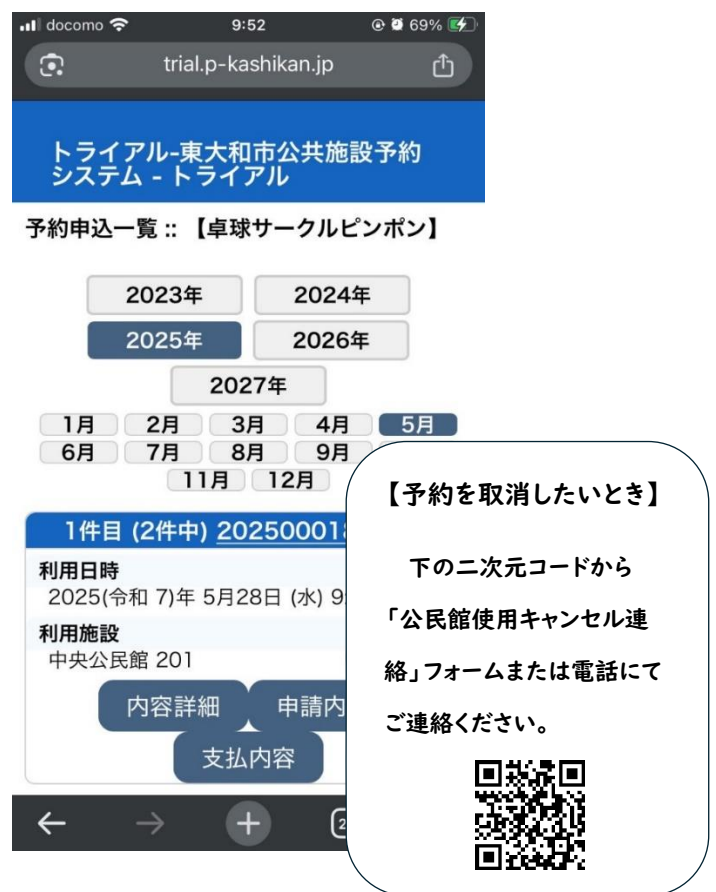 docomo 9:52 69%
trial.p-kashikan.jp
トライアル-東大和市公共施設予約
システム - トライアル
予約申込一覧 :: 【卓球サークルピンポン】
2023年 2024年
2025年 2026年
2027年
1月 2月 3月 4月 5月
6月 7月 8月 9月
11月 12月
1件目 (2件中) 20250001
利用日時
2025(令和 7)年 5月28日 (水) 9
利用施設
中央公民館 201
内容詳細 申請内
支払内容
【予約を取消したいとき】
下の二次元コードから
「公民館使用キャンセル連
絡」フォームまたは電話にて
ご連絡ください。